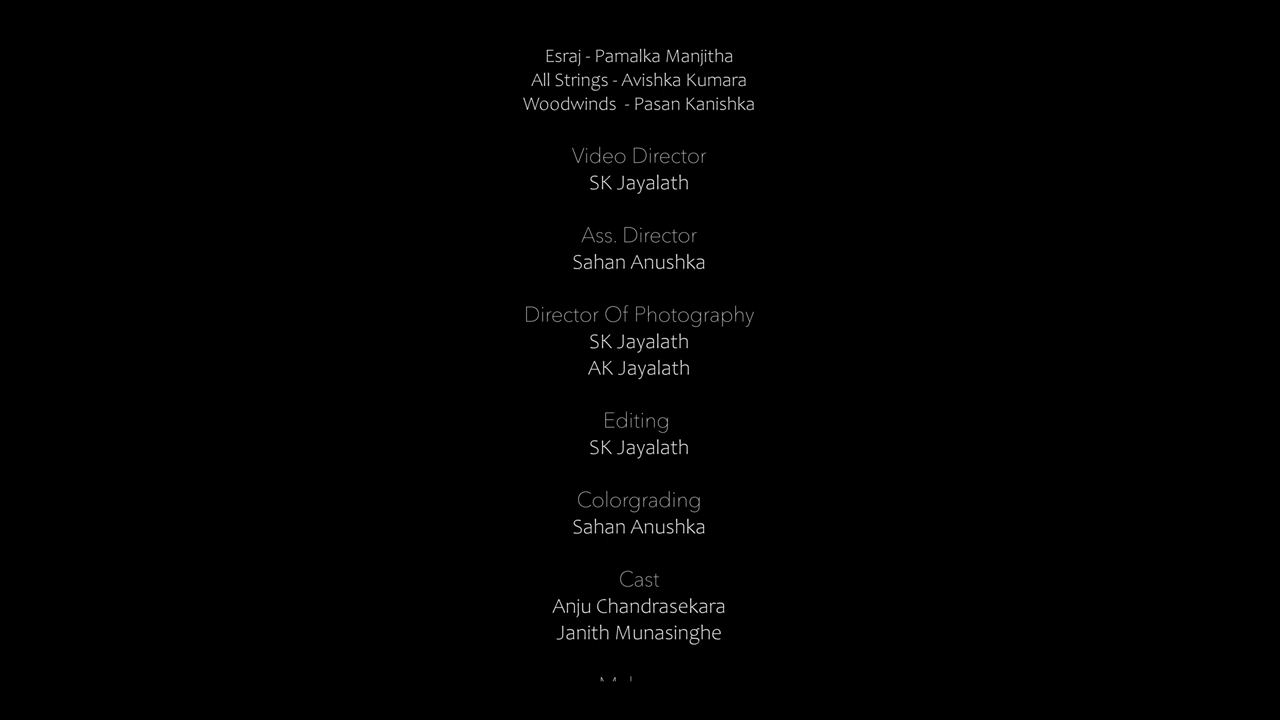 Esraj - Pamalka Manjitha
All Strings - Avishka Kumara
Woodwinds  - Pasan Kanishka
Video Director
SK Jayalath
Ass. Director
Sahan Anushka
Director Of Photography
SK Jayalath
AK Jayalath
Editing
SK Jayalath
Colorgrading
Sahan Anushka
Cast
Anju Chandrasekara
Janith Munasinghe